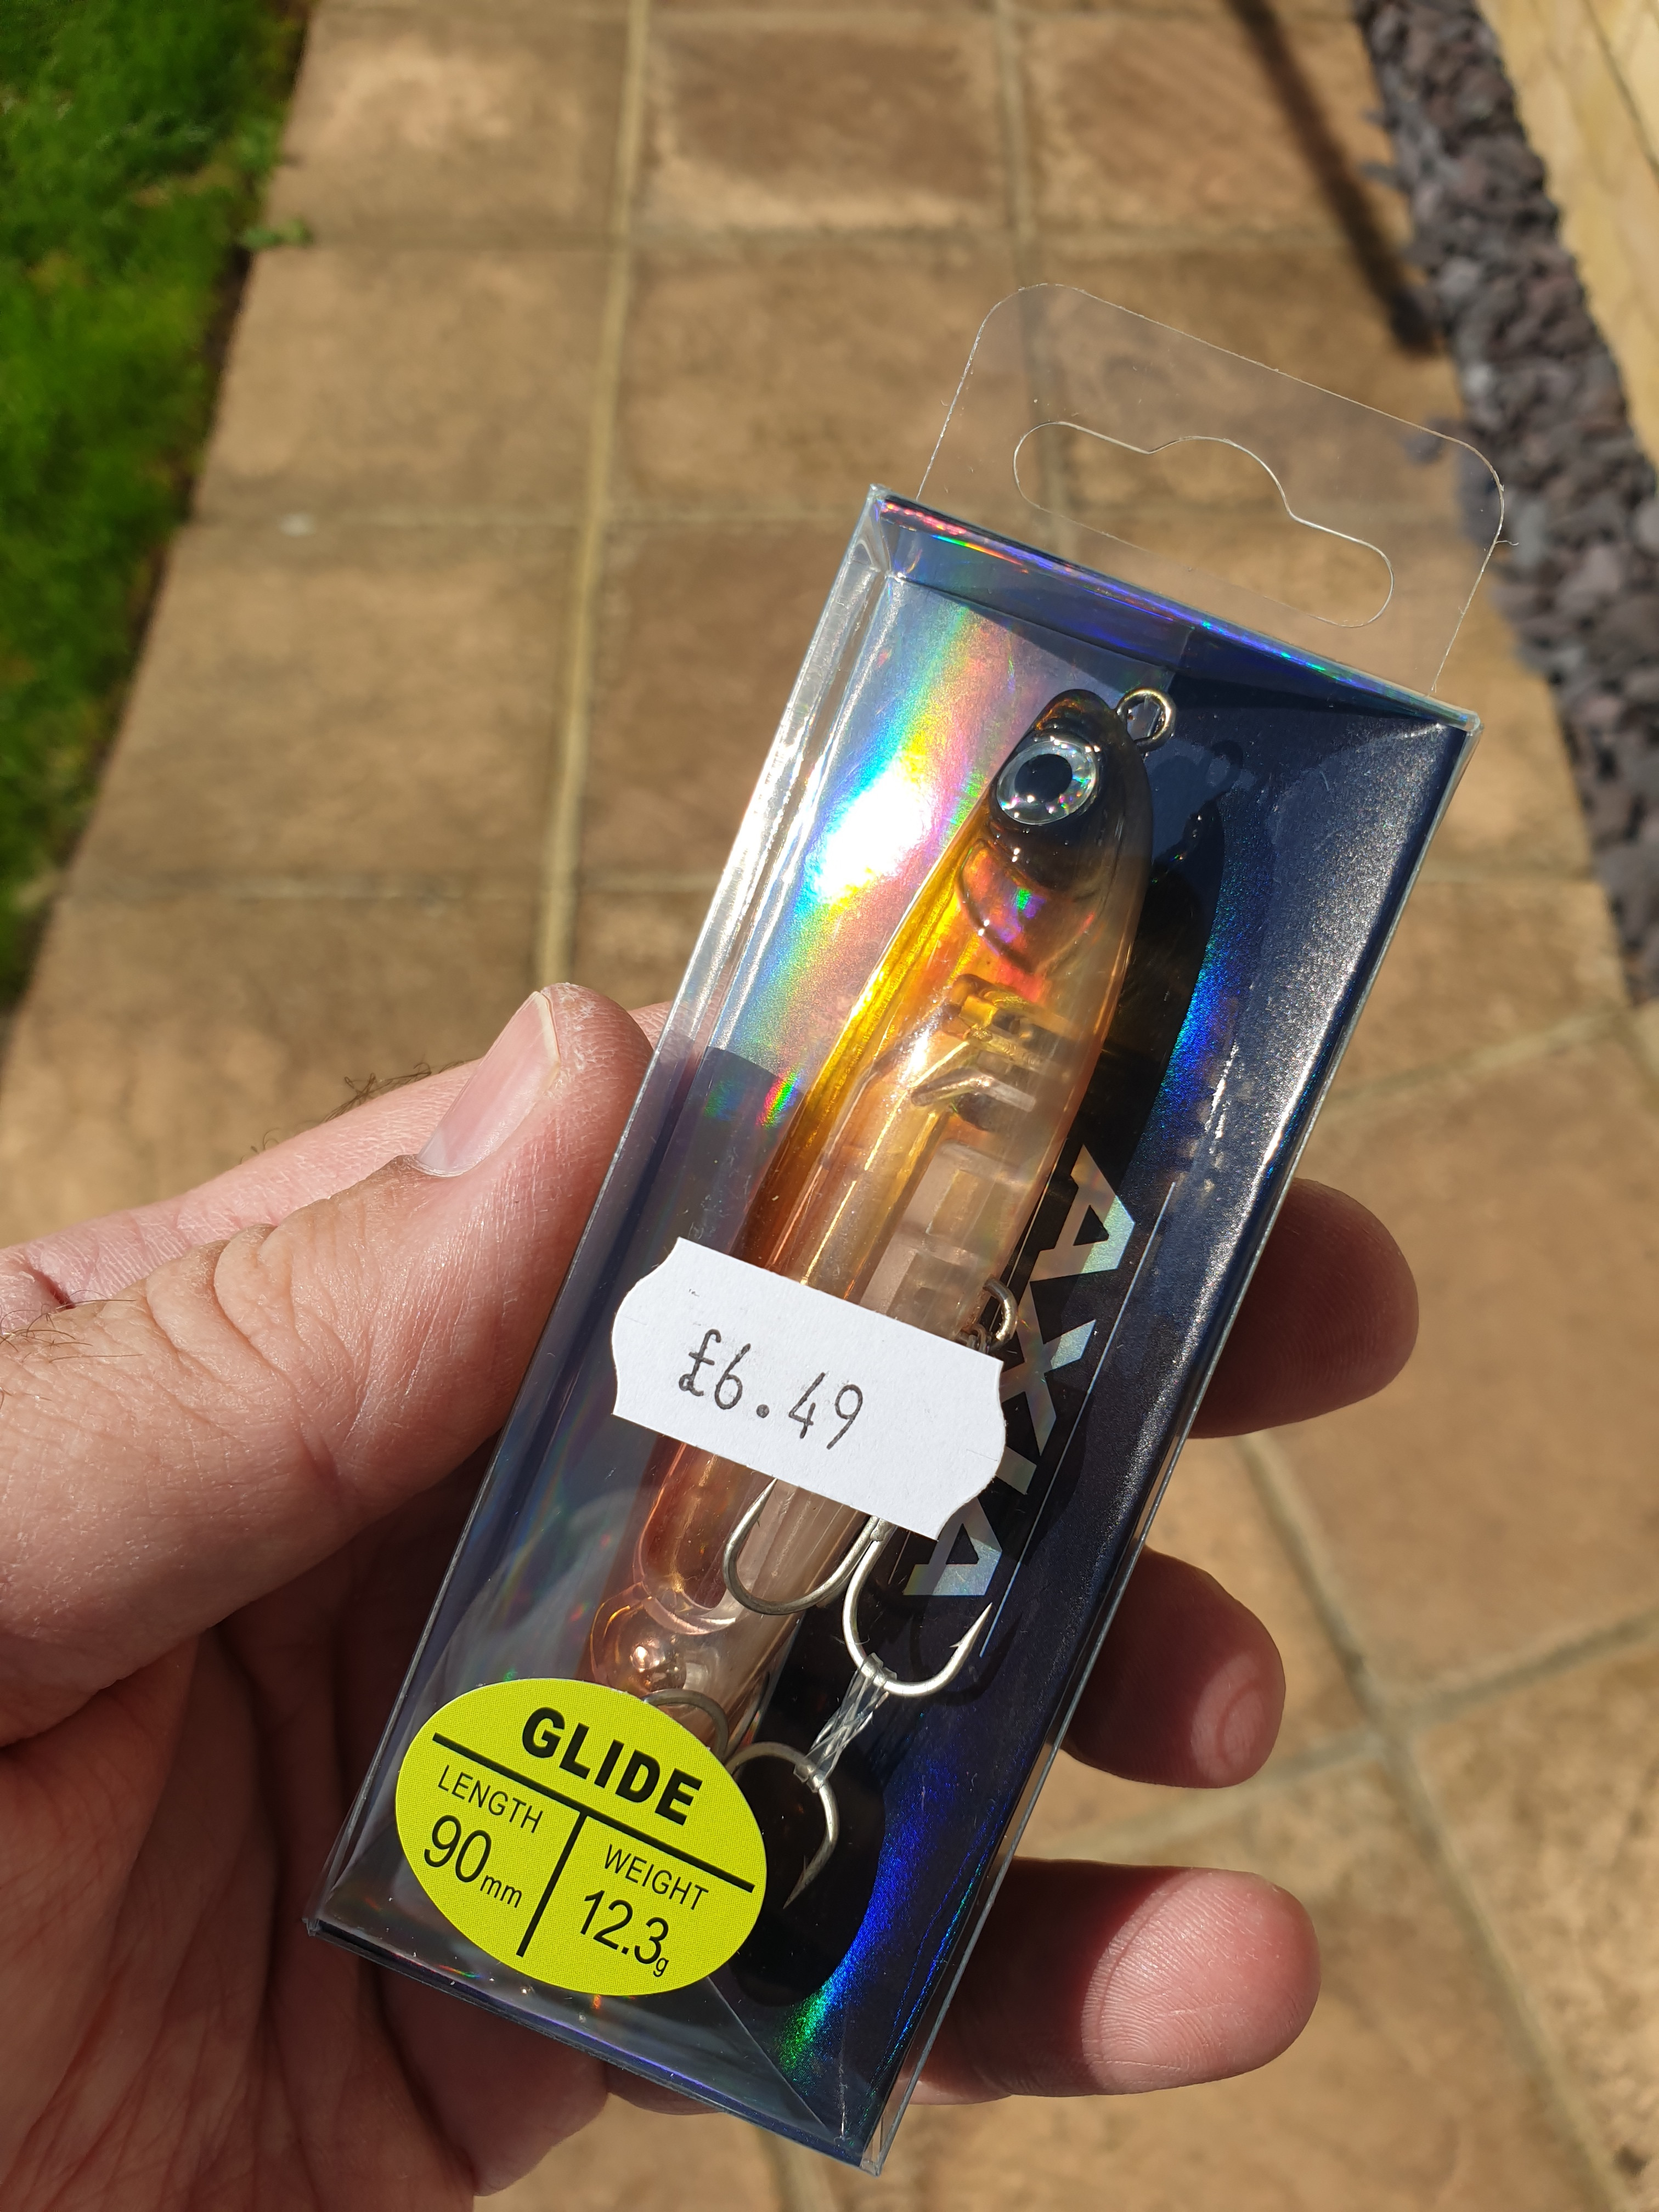 AXIA
£6.49
GLIDE
LENGTH
90mm
WEIGHT
12.3g